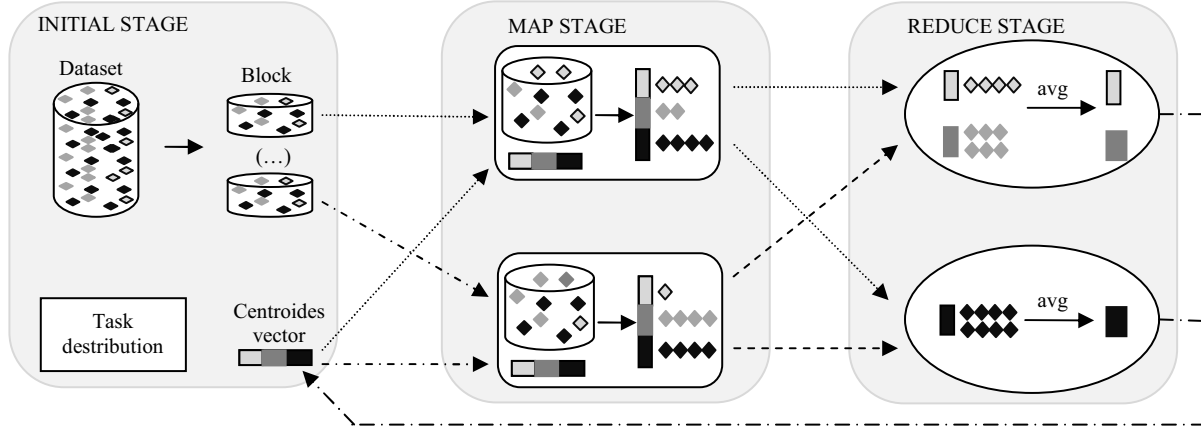 INITIAL STAGE
Dataset
Block
(…)
Task
destribution
Centroides
vector
MAP STAGE
REDUCE STAGE
avg
avg